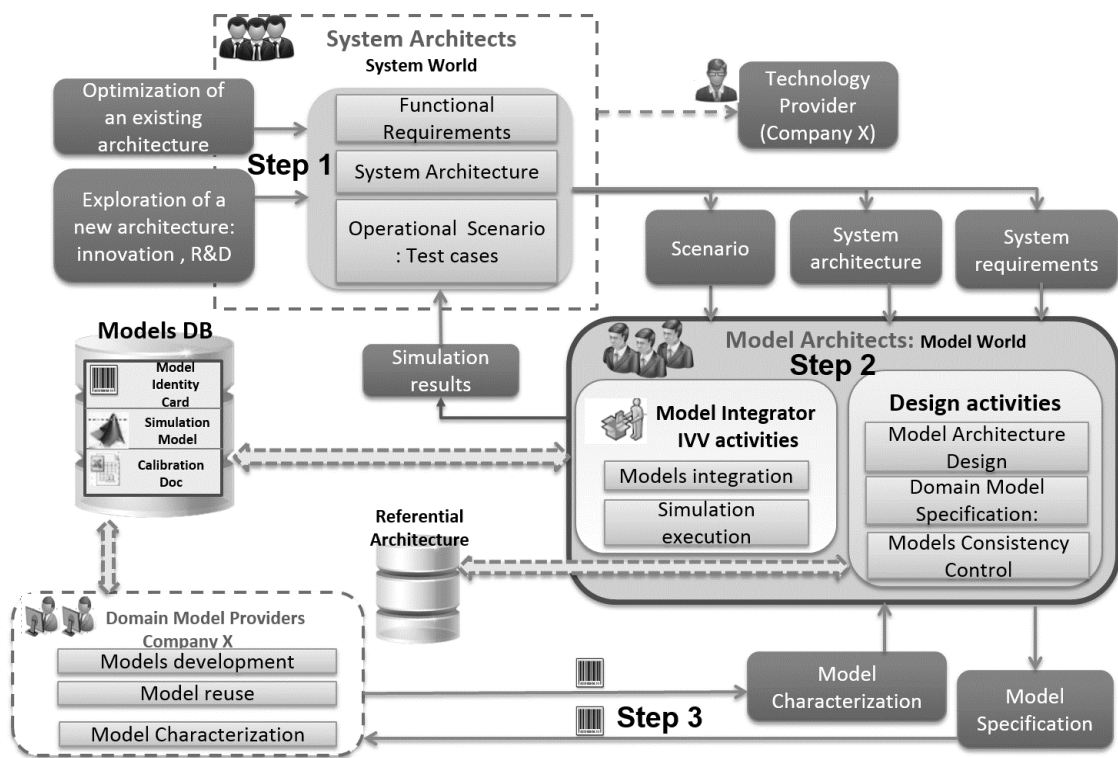 System Architects
System World
Optimization of
an existing
architecture
Exploration of a
new architecture:
innovation , R&D
Step 1
Functional
Requirements
System Architecture
Operational Scenario
: Test cases
Technology
Provider
(Company X)
Scenario
System
architecture
System
requirements
Models DB
Model
Identity
Card
Simulation
Model
Calibration
Doc
Simulation
results
Model Architects: Model World
Step 2
Model Integrator
IVV activities
Models integration
Simulation
execution
Design activities
Model Architecture
Design
Domain Model
Specification:
Models Consistency
Control
Referential
Architecture
Domain Model Providers
Company X
Models development
Model reuse
Model Characterization
Step 3
Model
Characterization
Model
Specification